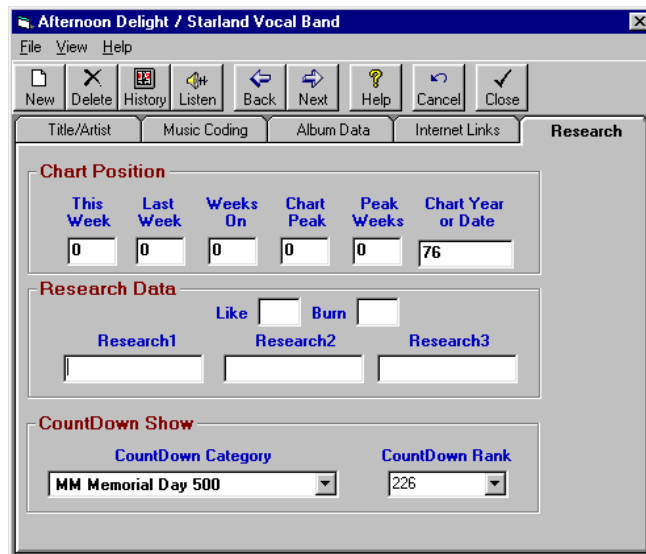 Afternoon Delight / Starland Vocal Band
File View Help
New Delete History Listen Back Next Help Cancel Close
Title/Artist Music Coding Album Data Internet Links Research
Chart Position
This Week Last Week Weeks On Chart Peak Peak Weeks Chart Year or Date
0 0 0 0 0 76
Research Data
Like Burn
Research1 Research2 Research3
CountDown Show
CountDown Category CountDown Rank
MM Memorial Day 500 226